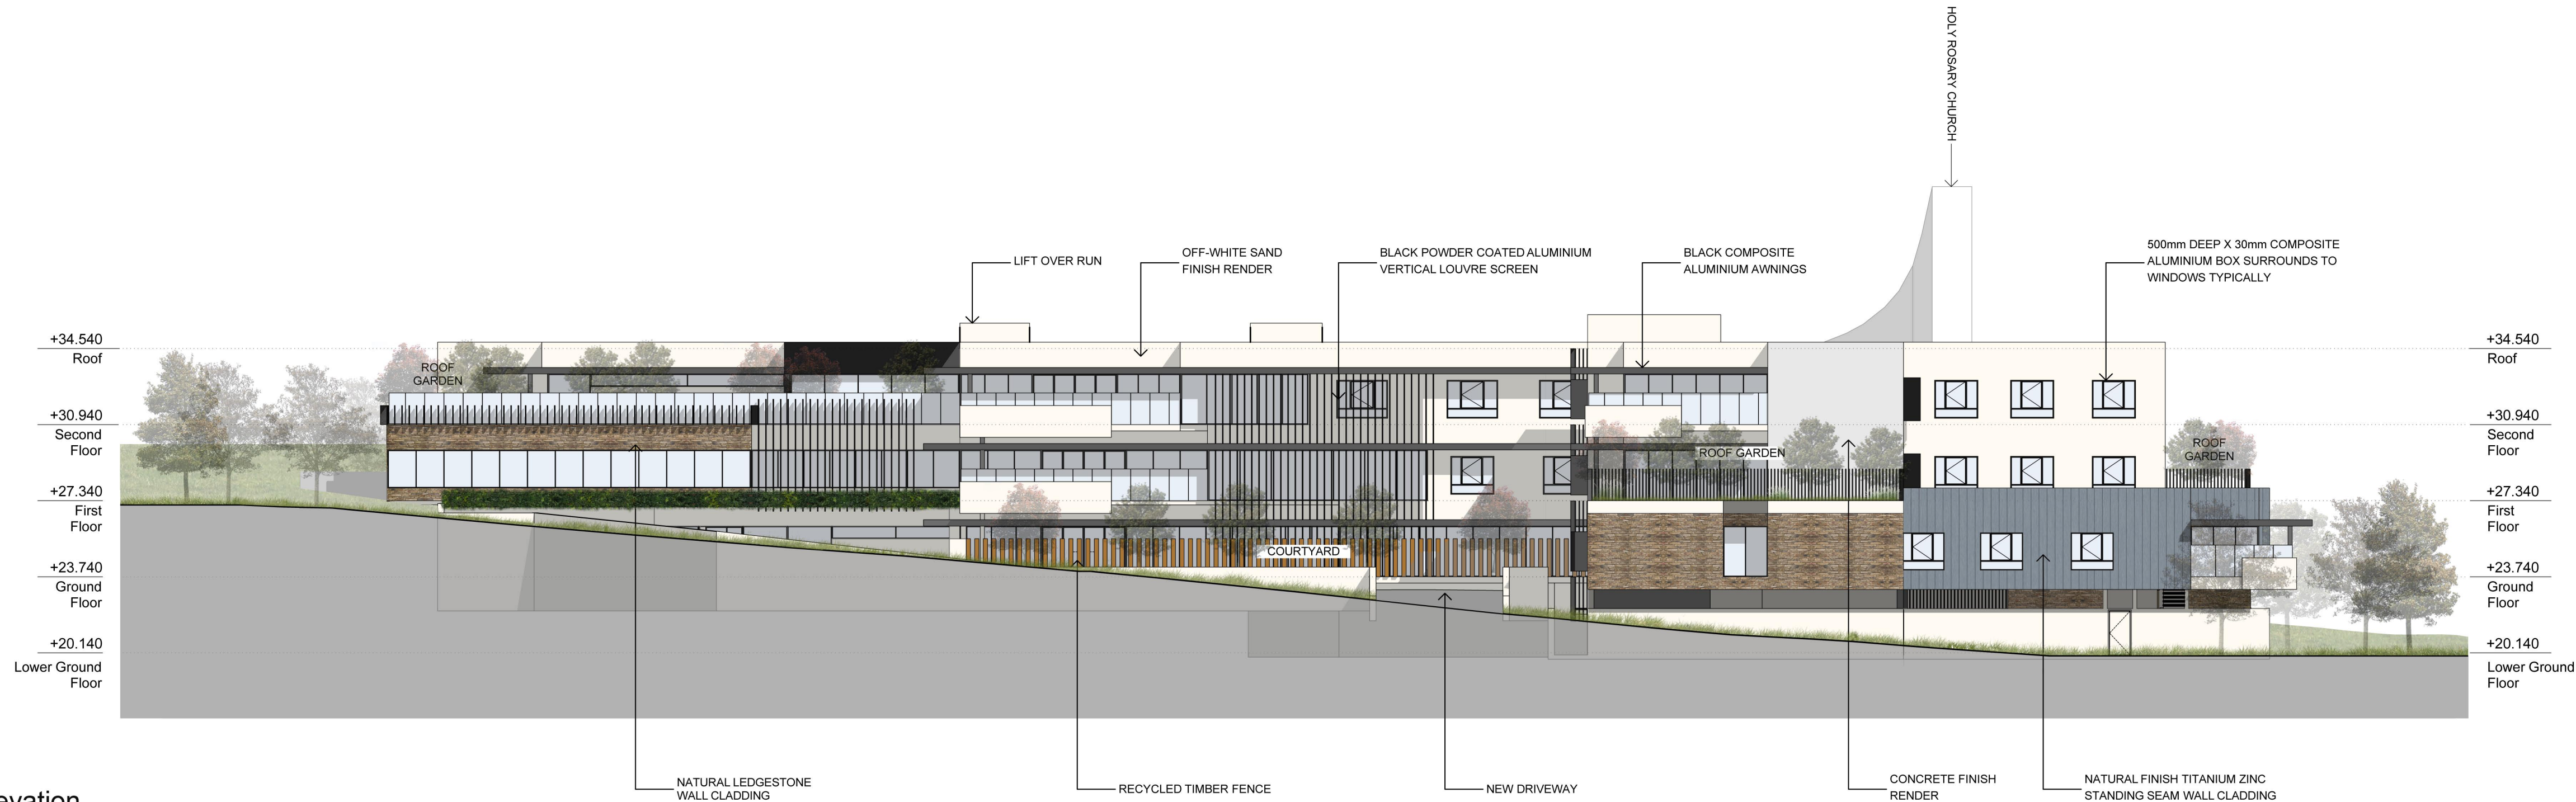 HOLY ROSARY CHURCH
LIFT OVER RUN
OFF-WHITE SAND
FINISH RENDER
BLACK POWDER COATED ALUMINIUM
VERTICAL LOUVRE SCREEN
BLACK COMPOSITE
ALUMINIUM AWNINGS
500mm DEEP X 30mm COMPOSITE
ALUMINIUM BOX SURROUNDS TO
WINDOWS TYPICALLY
+34.540
Roof
+30.940
Second
Floor
+27.340
First
Floor
+23.740
Ground
Floor
+20.140
Lower Ground
Floor
ROOF
GARDEN
COURTYARD
ROOF GARDEN
ROOF
GARDEN
+34.540
Roof
+30.940
Second
Floor
+27.340
First
Floor
+23.740
Ground
Floor
+20.140
Lower Ground
Floor
NATURAL LEDGESTONE
WALL CLADDING
RECYCLED TIMBER FENCE
NEW DRIVEWAY
CONCRETE FINISH
RENDER
NATURAL FINISH TITANIUM ZINC
STANDING SEAM WALL CLADDING